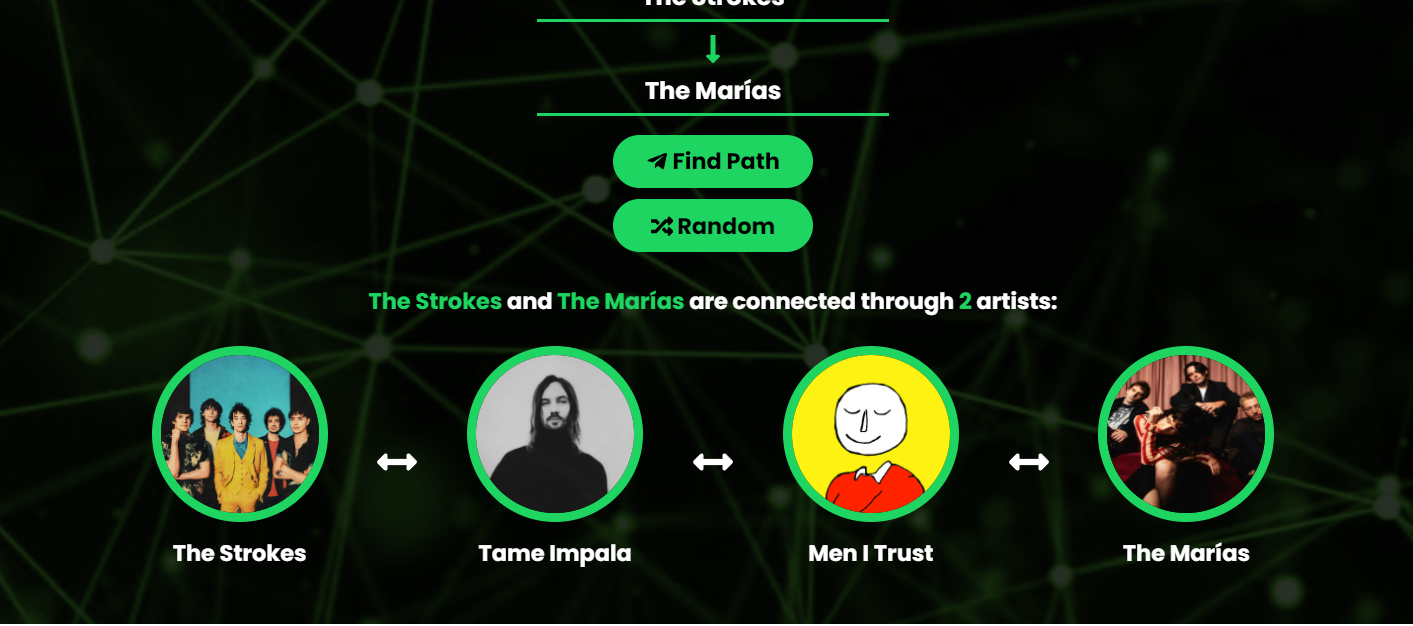 The Strokes
The Marías
Find Path
Random
The Strokes and The Marías are connected through 2 artists:
The Strokes
Tame Impala
Men I Trust
The Marías